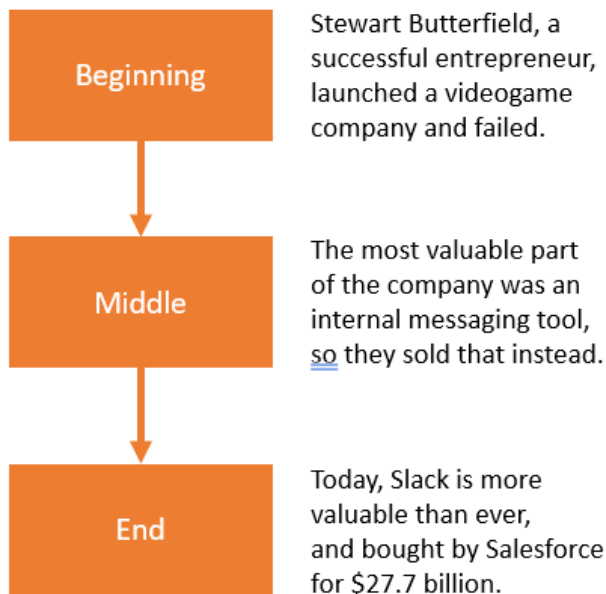 Beginning
Stewart Butterfield, a
successful entrepreneur,
launched a videogame
company and failed.
Middle
The most valuable part
of the company was an
internal messaging tool,
so they sold that instead.
End
Today, Slack is more
valuable than ever,
and bought by Salesforce
for $27.7 billion.